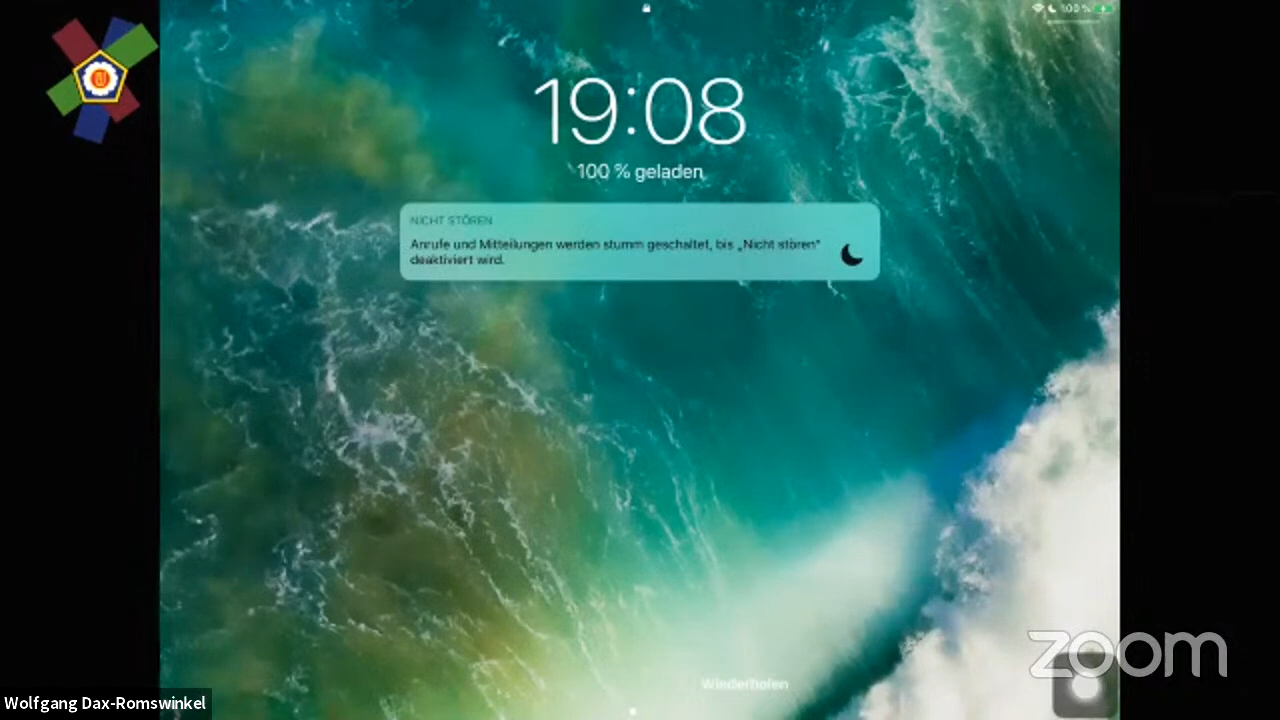 100 %
19:08
100 % geladen
NICHT STÖREN
Anrufe und Mitteilungen werden stumm geschaltet, bis „Nicht stören“
deaktiviert wird.
zoom
Wiederholen
Wolfgang Dax-Romswinkel